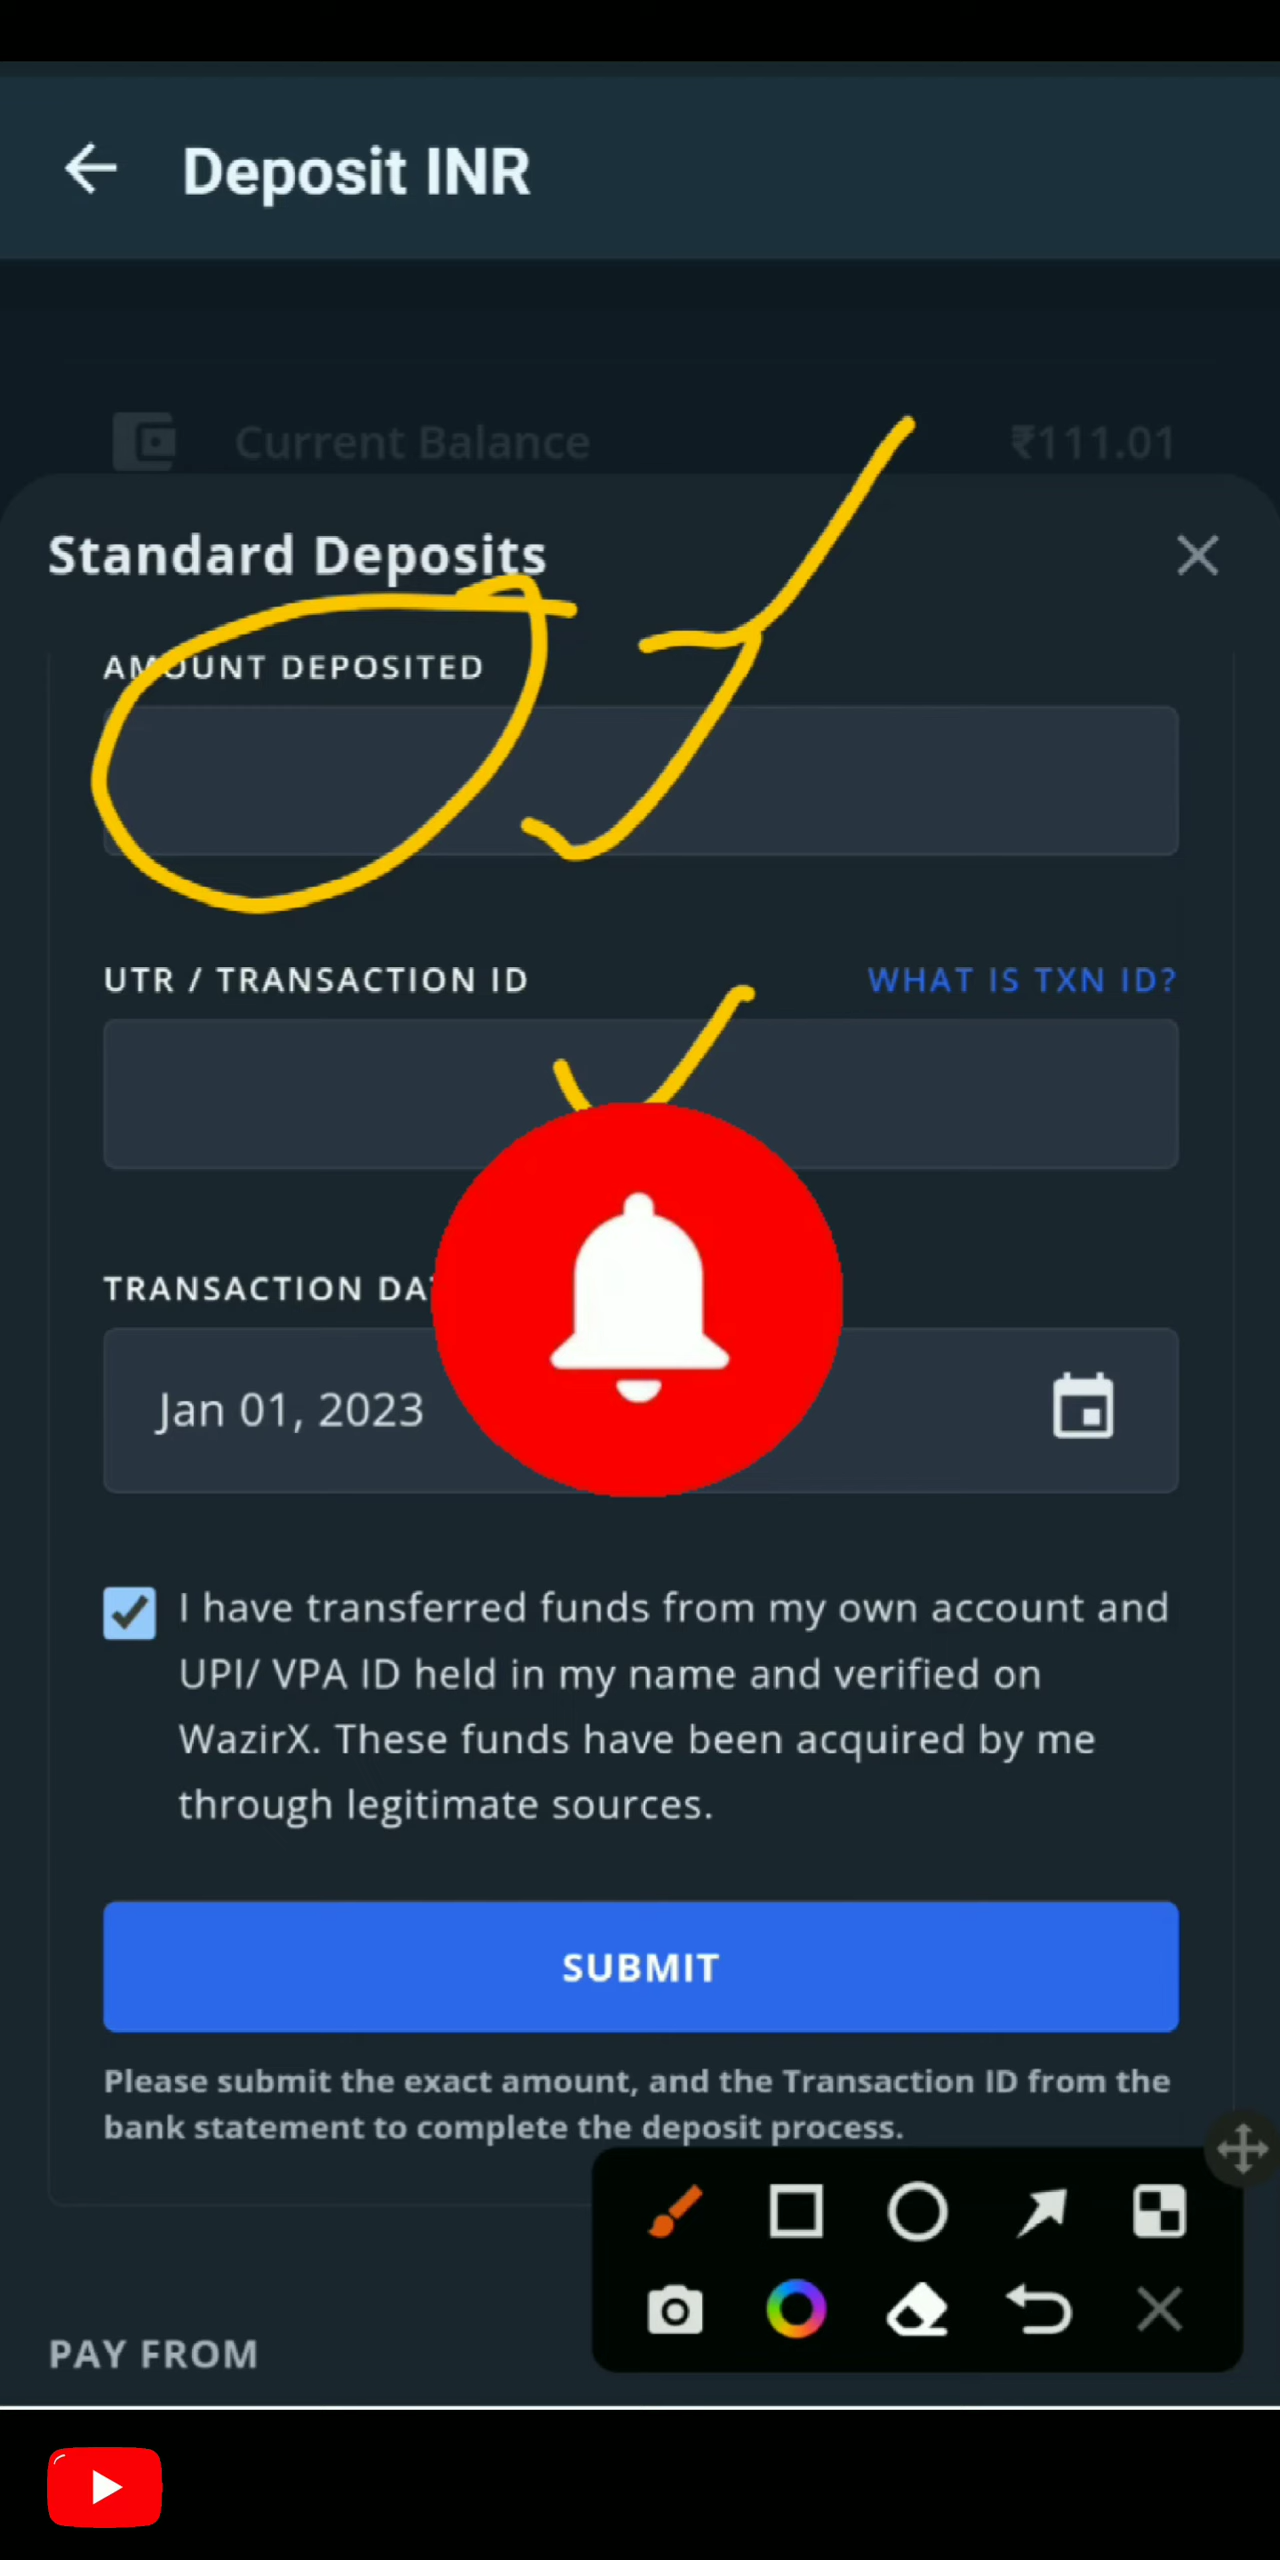 Deposit INR
Current Balance ₹111.01
Standard Deposits
AMOUNT DEPOSITED
UTR / TRANSACTION ID WHAT IS TXN ID?
TRANSACTION
Jan 01, 2023
I have transferred funds from my own account and
UPI/ VPA ID held in my name and verified on
WazirX. These funds have been acquired by me
through legitimate sources.
SUBMIT
Please submit the exact amount, and the Transaction ID from the
bank statement to complete the deposit process.
PAY FROM